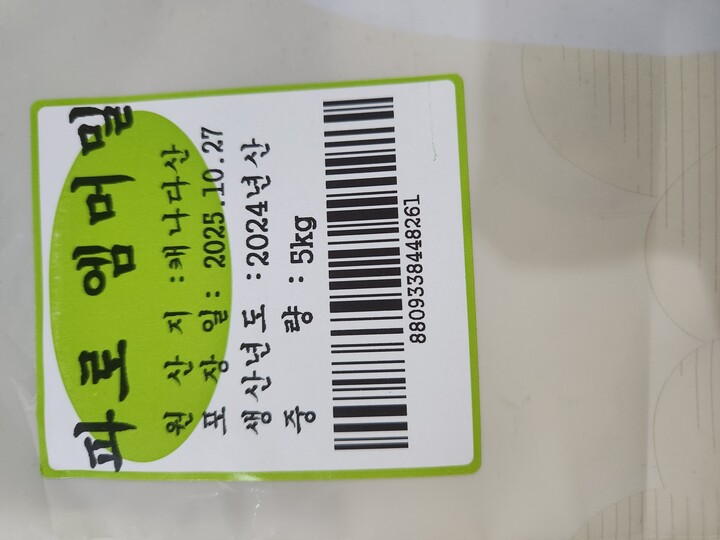 파로 엠머밀
원 산 지 : 캐나다산
포 장 일 : 2025.10.27
생산년도 : 2024년산
중 량 : 5kg
8809338448261